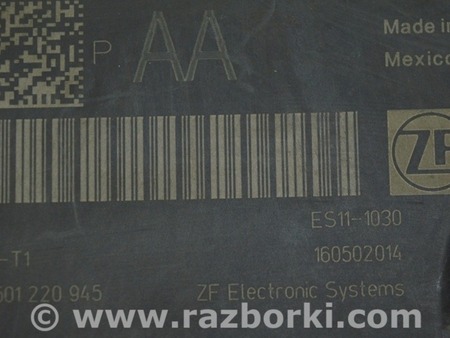 P AA
Made in
Mexico
ZF
ES11-1030
-T1 160502014
501 220 945 ZF Electronic Systems
© www.razborki.com